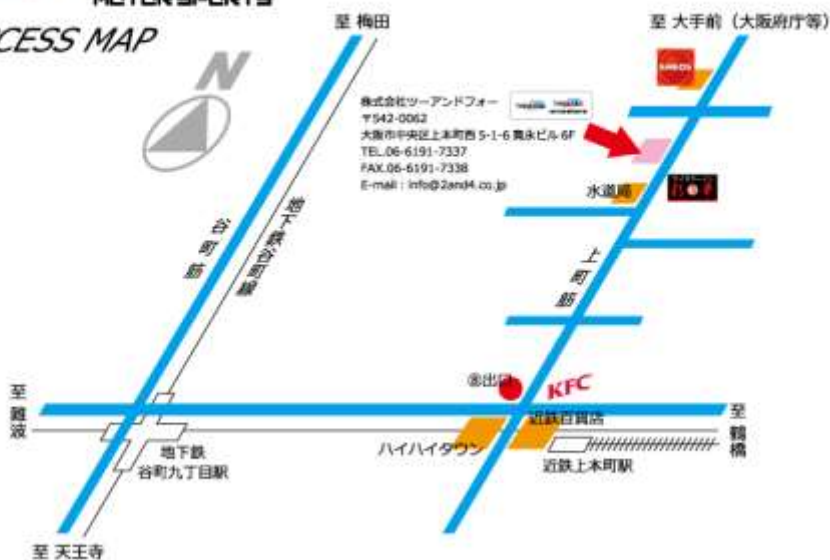 MOTOR SPORTS
ACCESS MAP
至 梅田
至 大手前（大阪府庁等）
N
ENEOS
株式会社ツーアンドフォー
〒542-0062
大阪市中央区上本町西 5-1-6 ビル 6F
TEL.06-6191-7337
FAX.06-6191-7338
E-mail : info@2and4.co.jp
水道局
谷町筋
地下鉄谷町線
上町筋
⑧出口
KFC
至難波
近鉄百貨店
至鶴橋
地下鉄
谷町九丁目駅
ハイハイタウン
近鉄上本町駅
至 天王寺